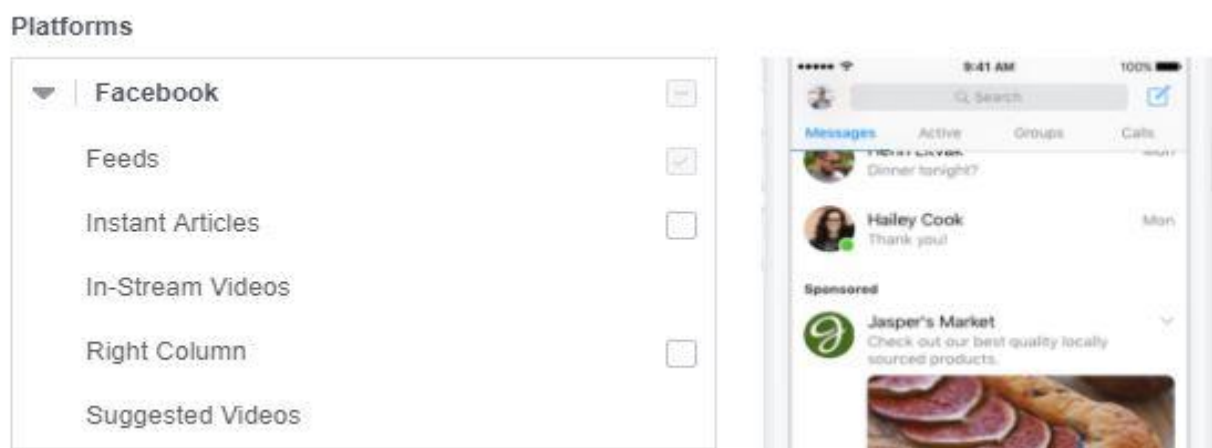 Platforms
Facebook
Feeds
Instant Articles
In-Stream Videos
Right Column
Suggested Videos
9:41 AM 100%
Search
Messages Active Groups Calls
Dinner tonight?
Hailey Cook Mon
Thank you!
Sponsored
Jasper's Market
Check out our best quality locally
sourced products.